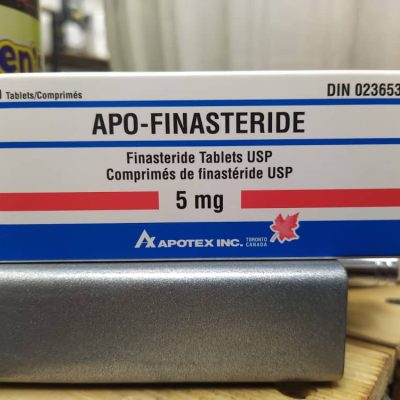 Tablets/Comprimés
DIN 023653
APO-FINASTERIDE
Finasteride Tablets USP
Comprimés de finastéride USP
5 mg
APOTEX INC. TORONTO
CANADA